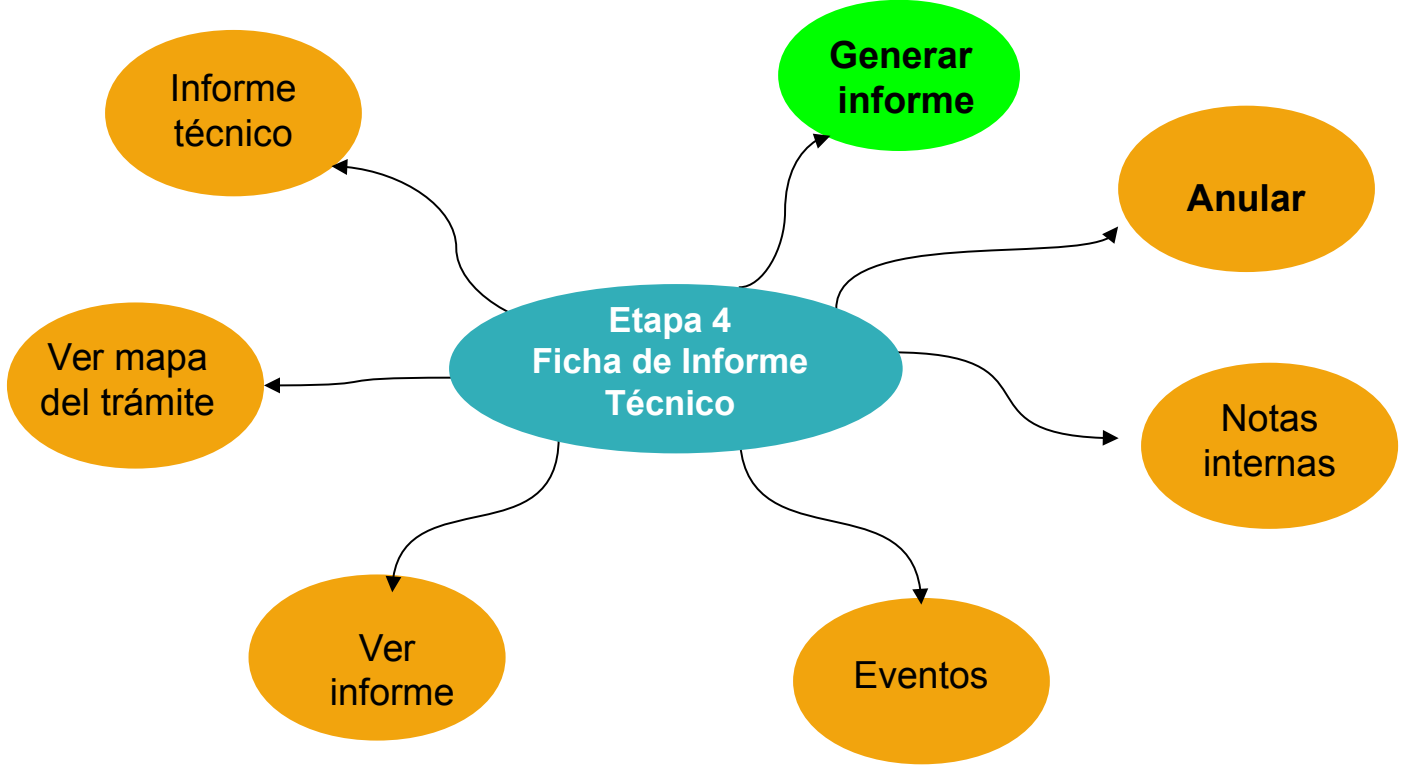 Generar
informe
Informe
técnico
Anular
Etapa 4
Ficha de Informe
Técnico
Ver mapa
del trámite
Notas
internas
Ver
informe
Eventos